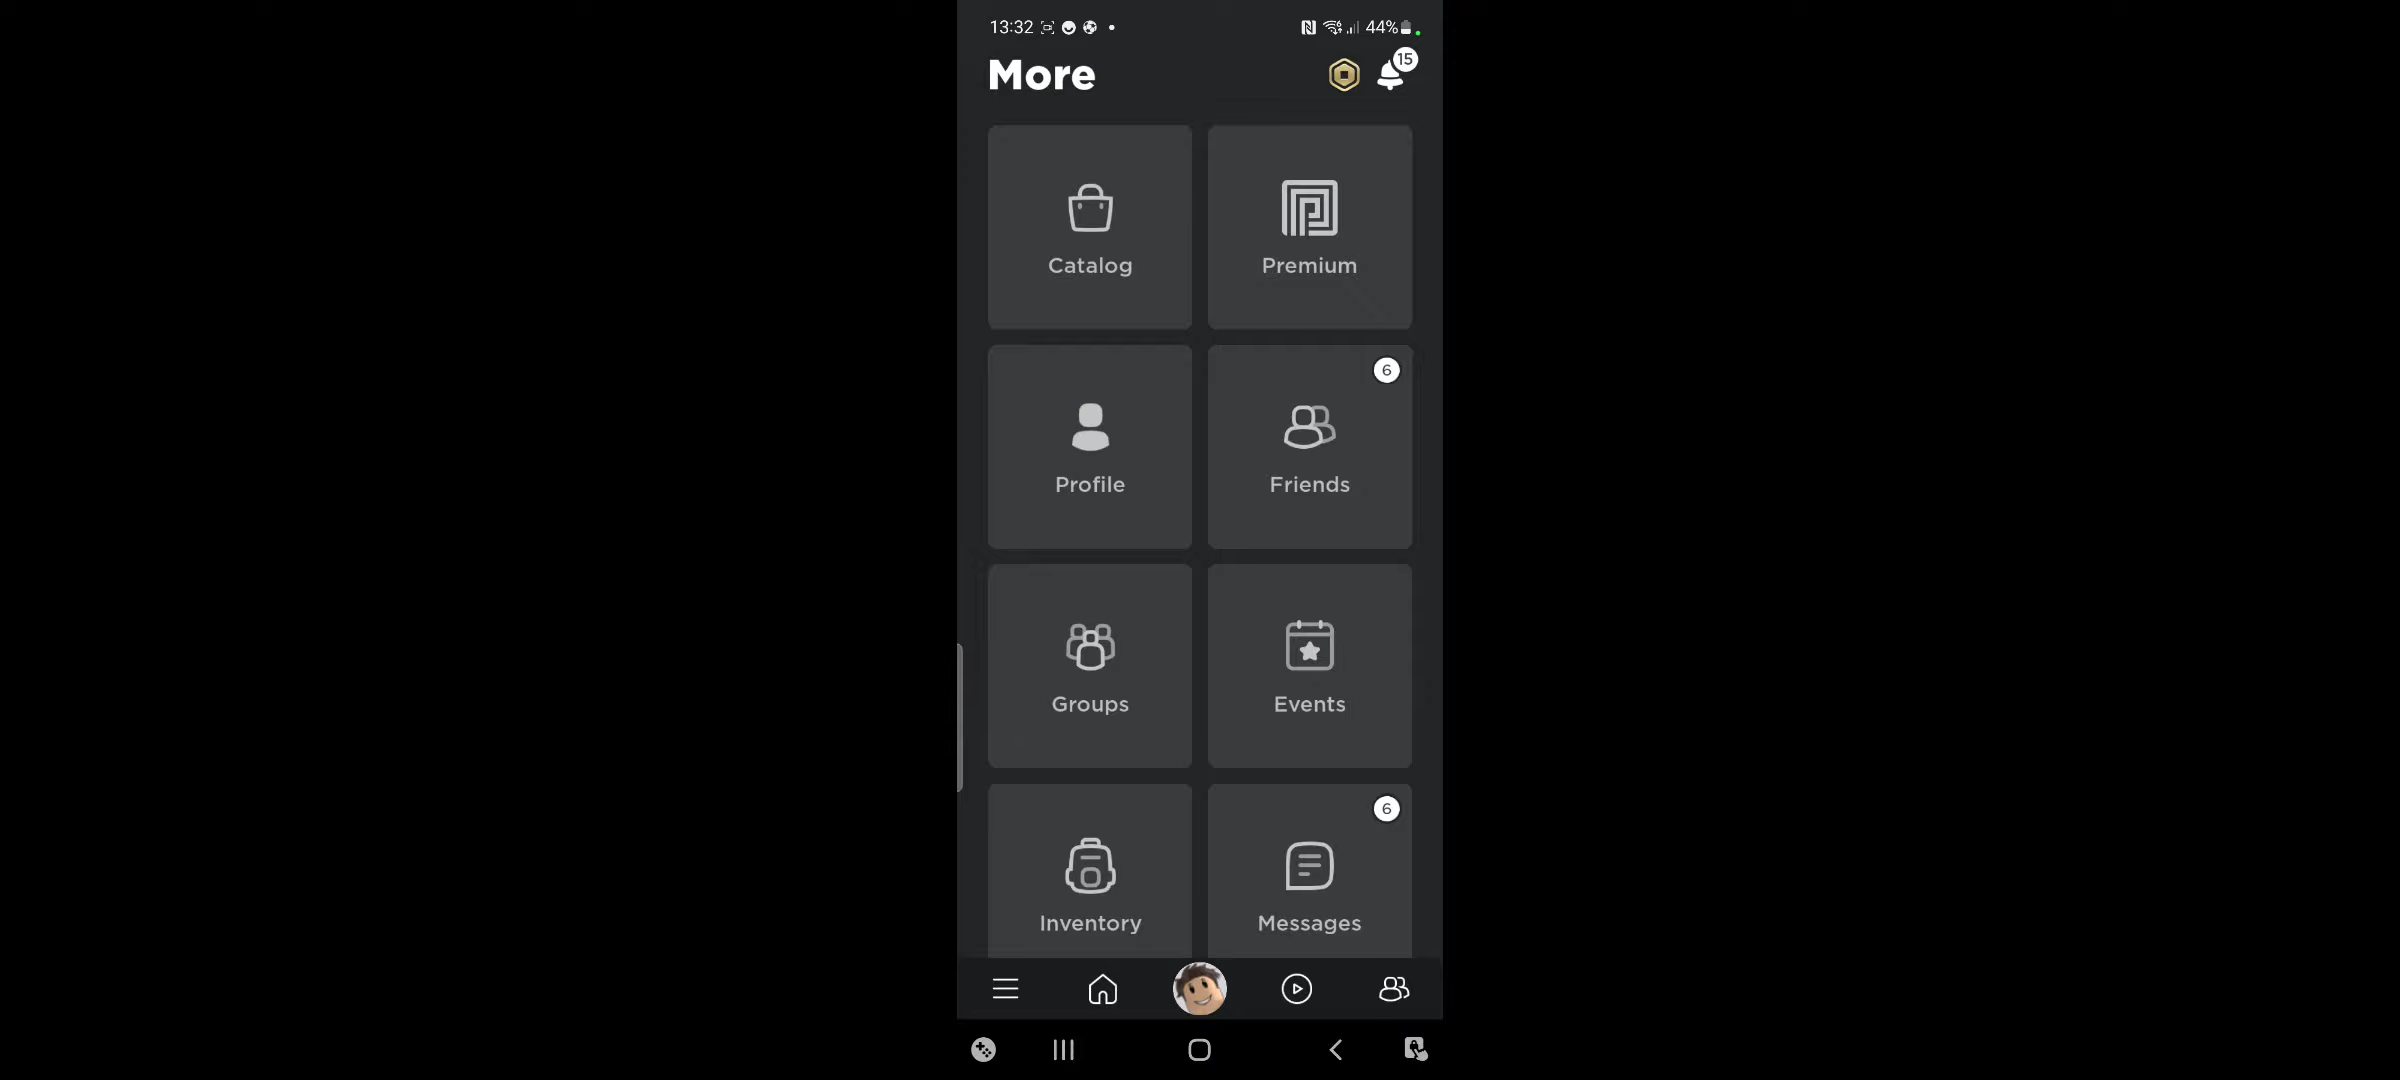 13:32 44%
More 15
Catalog Premium
6
Profile Friends
Groups Events
6
Inventory Messages